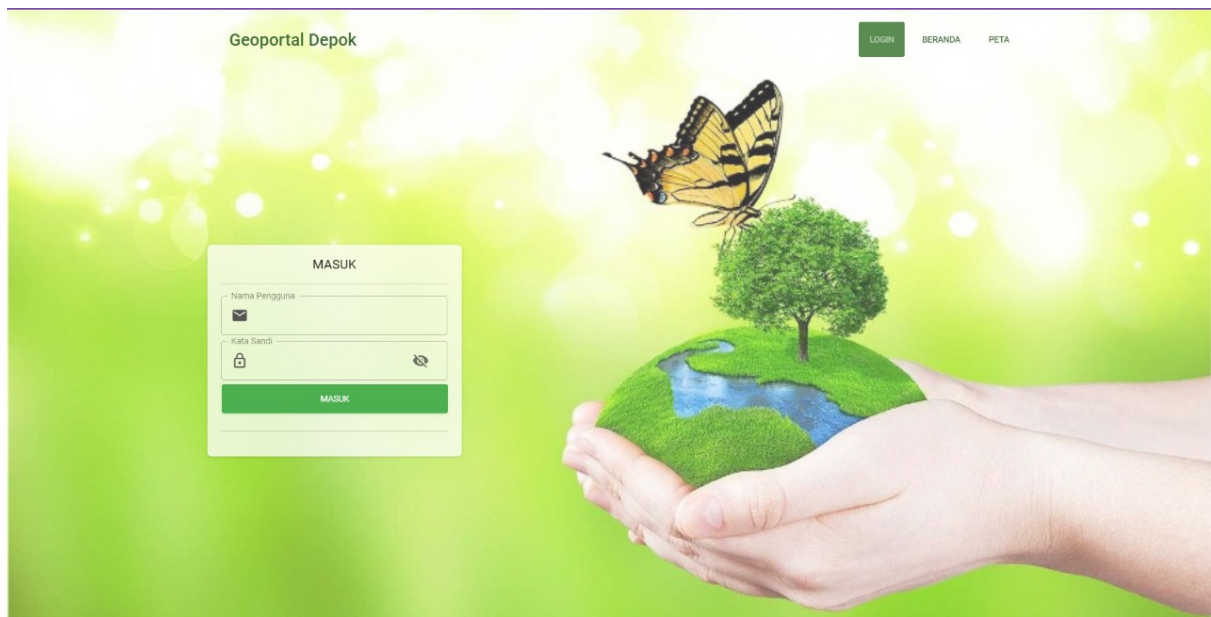 Geoportal Depok
LOGIN BERANDA PETA
MASUK
Nama Pengguna
Kata Sandi
MASUK